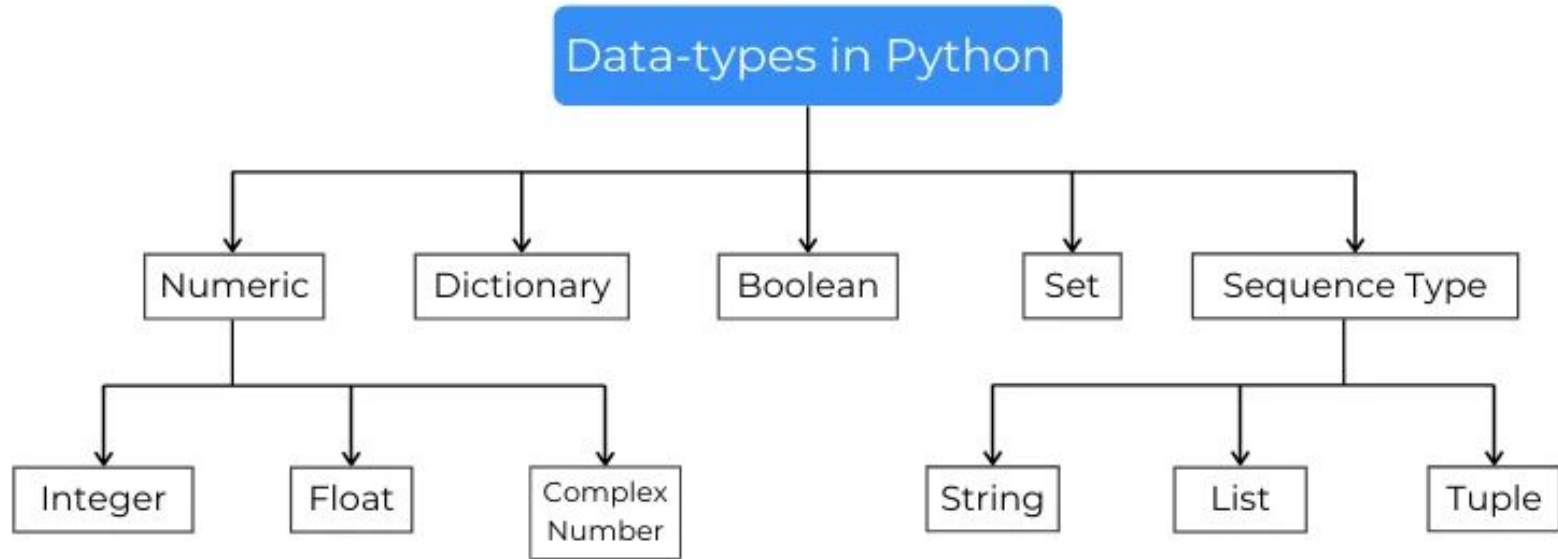 Data-types in Python
Numeric
Dictionary
Boolean
Set
Sequence Type
Integer
Float
Complex
Number
String
List
Tuple